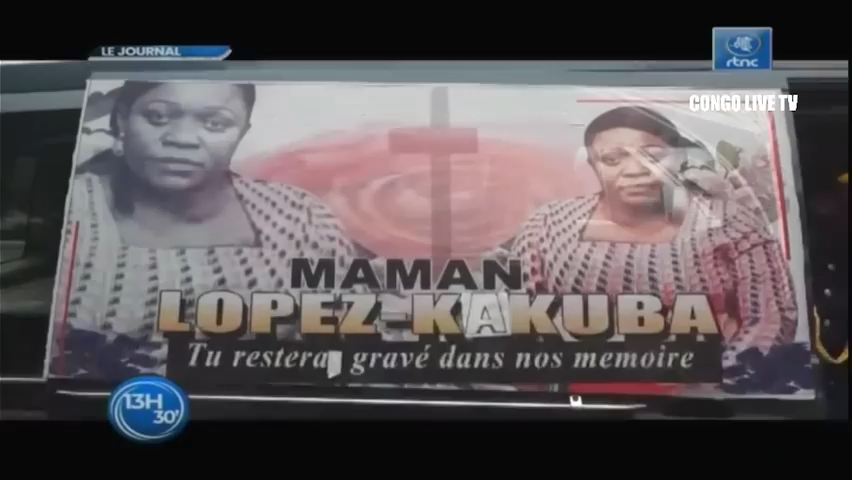 LE JOURNAL
rtnc
CONGO LIVE TV
MAMAN
LOPEZ-KAKUBA
Tu restera gravé dans nos memoire
13H
30'